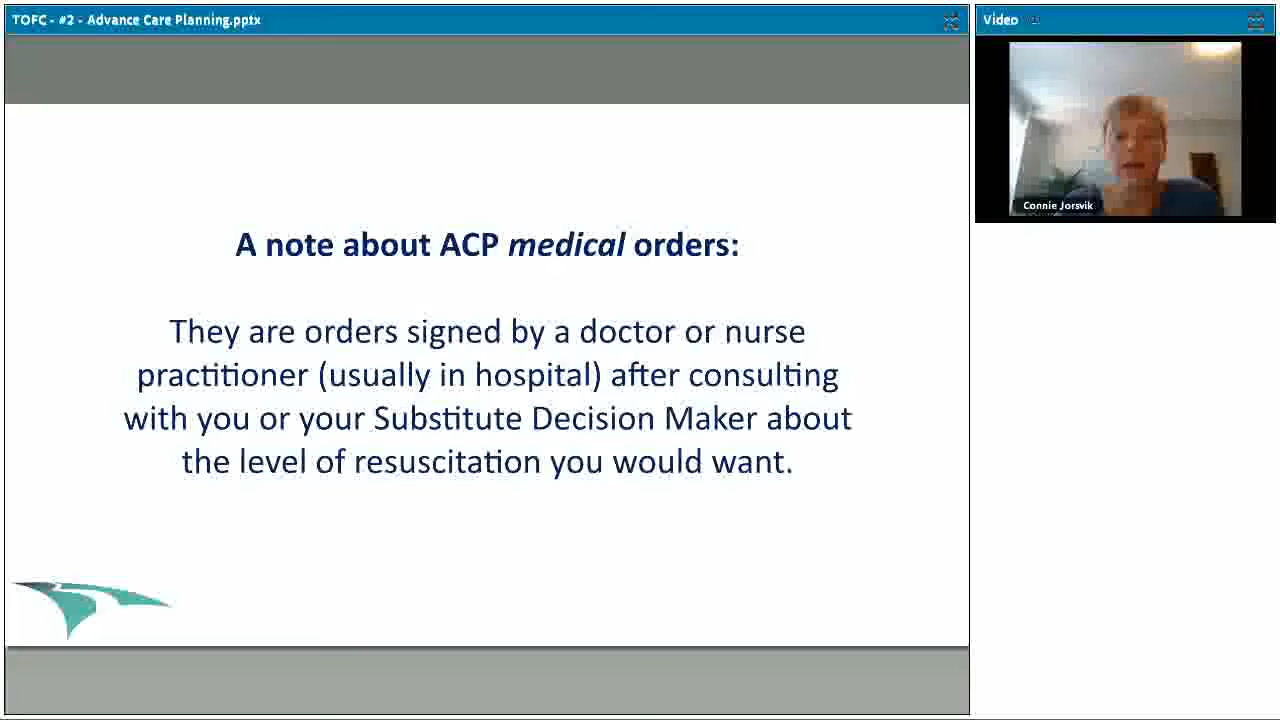 TOFC - #2 - Advance Care Planning.pptx
Video
A note about ACP medical orders:
They are orders signed by a doctor or nurse
practitioner (usually in hospital) after consulting
with you or your Substitute Decision Maker about
the level of resuscitation you would want.
Connie Jorsvik